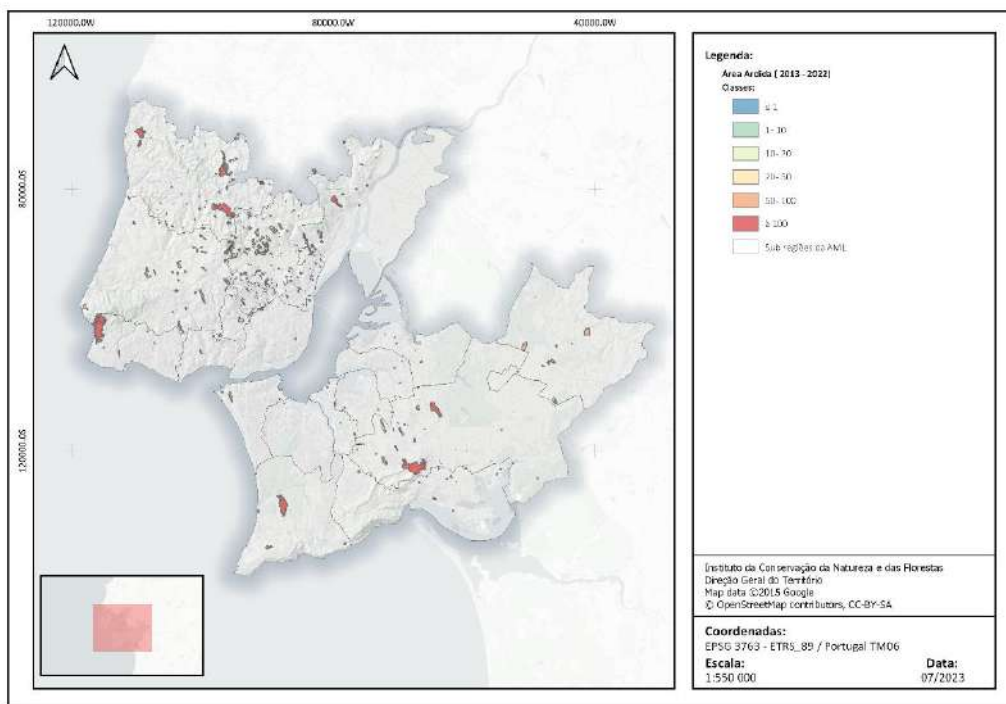 120000.0W 80000.0W 40000.0W
80000.0S
120000.0S
Legenda:
Área Ardida ( 2013 - 2022)
Classes:
≤ 1
1- 10
10- 20
20- 50
50- 100
≥ 100
Sub regiões da AML
Instituto da Conservação da Natureza e das Florestas
Direção Geral do Território
Map data ©2015 Google
© OpenStreetMap contributors, CC-BY-SA
Coordenadas:
EPSG 3763 - ETRS_89 / Portugal TM06
Escala: Data:
1:550 000 07/2023